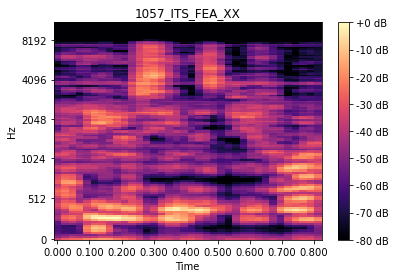 1057_ITS_FEA_XX
+0 dB
8192
-10 dB
4096
-20 dB
-30 dB
2048
Hz
-40 dB
1024
-50 dB
512
-60 dB
-70 dB
0
-80 dB
0.000 0.100 0.200 0.300 0.400 0.500 0.600 0.700 0.800
Time